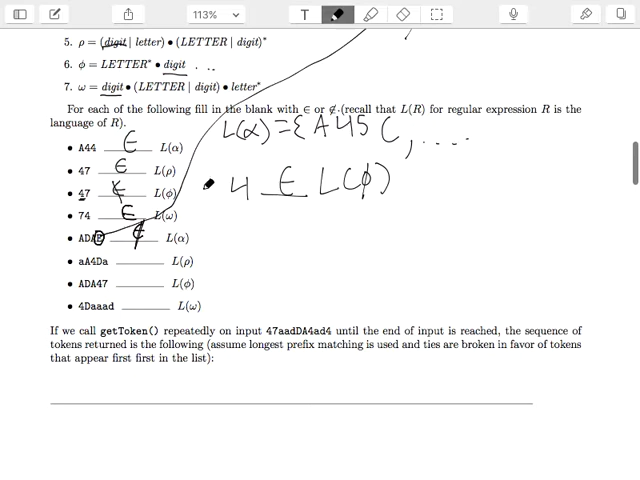 113%
5. ρ = (digit | letter) • (LETTER | digit)*
6. ϕ = LETTER* • digit . ..
7. ω = digit • (LETTER | digit) • letter*
For each of the following fill in the blank with ∈ or ∉ (recall that L(R) for regular expression R is the
language of R).
L(α) = { A45 C, ....
• A44 ∈ L(α)
• 47 ∈ L(ρ)
• 4 ∈ L(ϕ)
• 47 ∉ L(ϕ)
• 74 ∈ L(ω)
• ADAD ∉ L(α)
• aA4Da ______ L(ρ)
• ADA47 ______ L(ϕ)
• 4Daaad ______ L(ω)
If we call getToken() repeatedly on input 47aadDA4ad4 until the end of input is reached, the sequence of
tokens returned is the following (assume longest prefix matching is used and ties are broken in favor of tokens
that appear first first in the list):